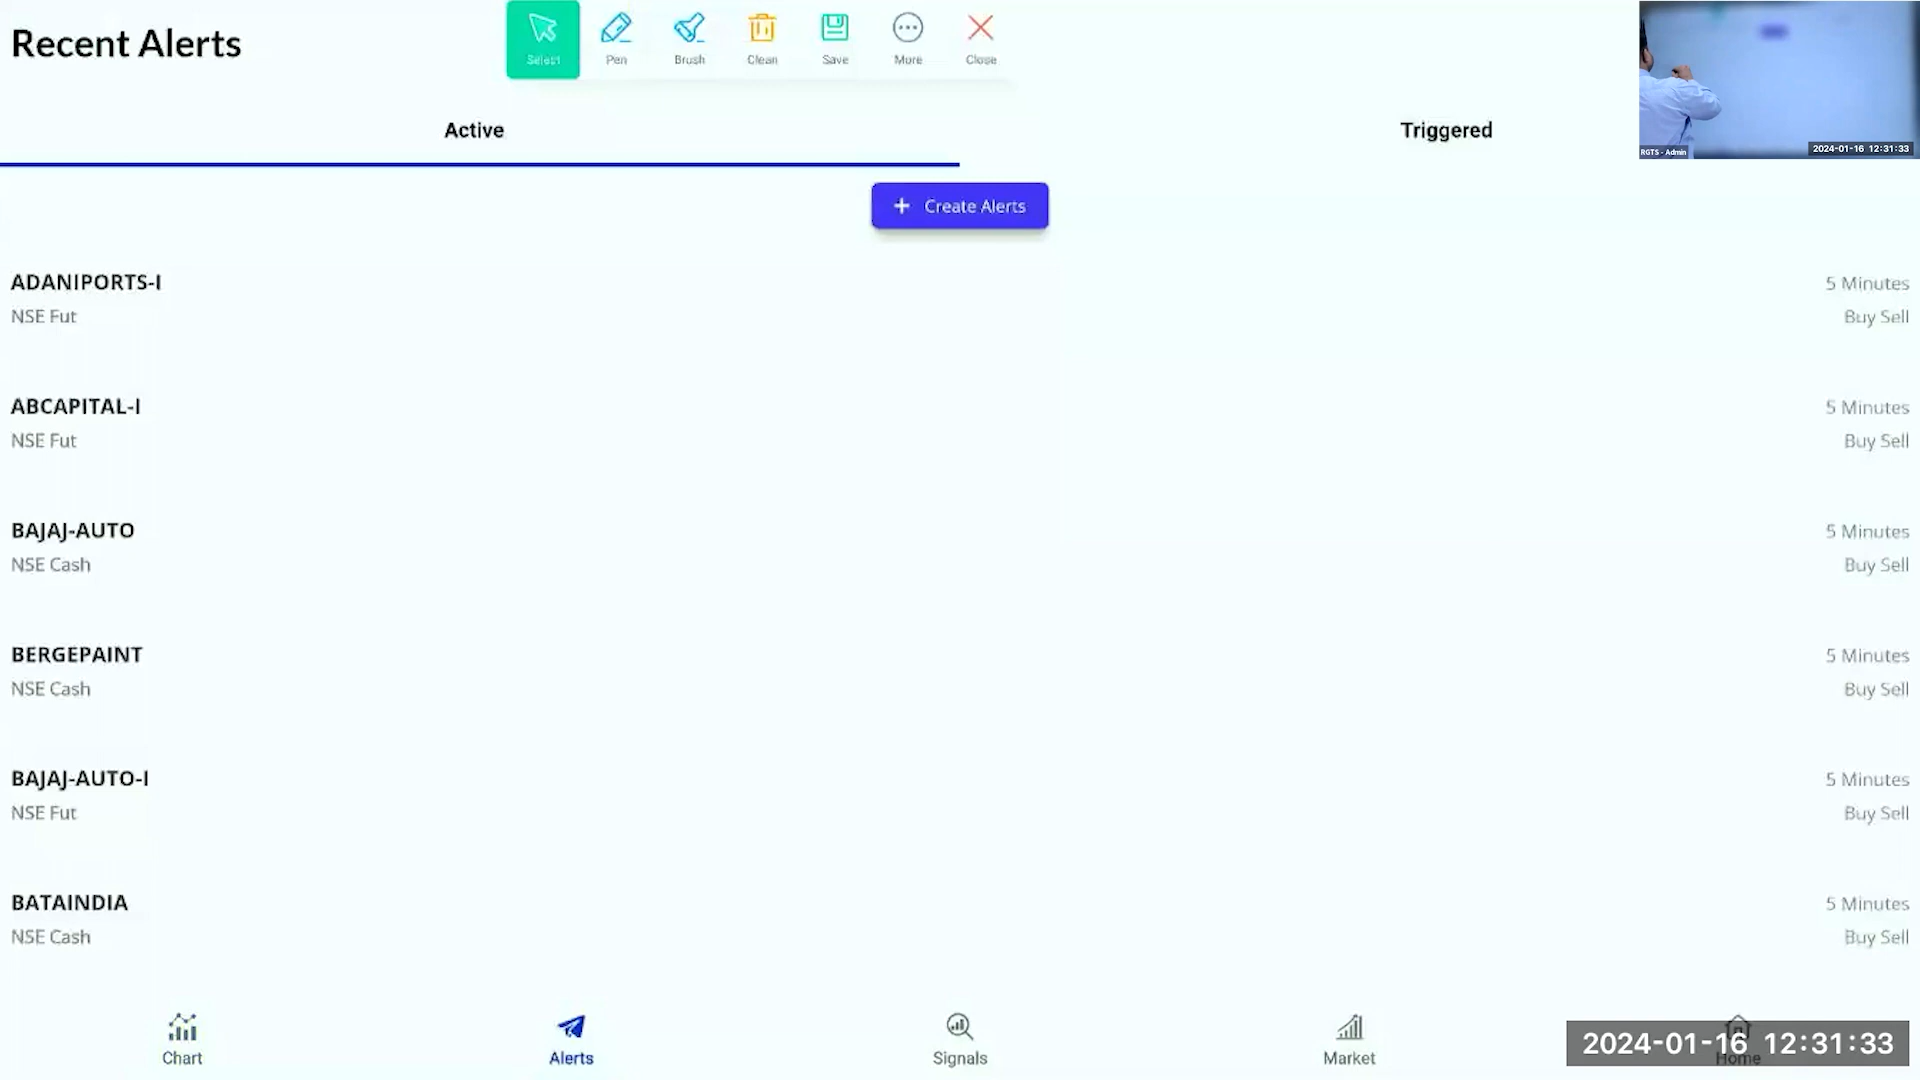 Recent Alerts
Select
Pen
Brush
Clean
Save
More
Close
RGTS - Admin
2024-01-16 12:31:33
Active
Triggered
+ Create Alerts
ADANIPORTS-I
5 Minutes
NSE Fut
Buy Sell
ABCAPITAL-I
5 Minutes
NSE Fut
Buy Sell
BAJAJ-AUTO
5 Minutes
NSE Cash
Buy Sell
BERGEPAINT
5 Minutes
NSE Cash
Buy Sell
BAJAJ-AUTO-I
5 Minutes
NSE Fut
Buy Sell
BATAINDIA
5 Minutes
NSE Cash
Buy Sell
Chart
Alerts
Signals
Market
Home
2024-01-16 12:31:33